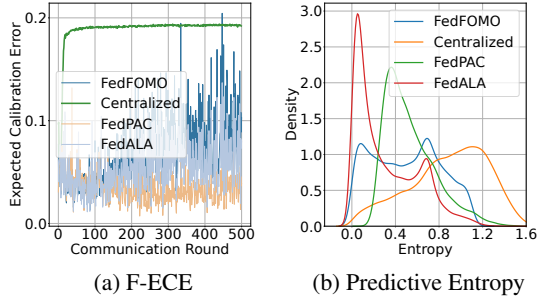 Expected Calibration Error
0.2
0.1
0.0
FedFOMO
Centralized
FedPAC
FedALA
0 100 200 300 400 500
Communication Round
(a) F-ECE
Density
3.0
2.5
2.0
1.5
1.0
0.5
0.0
FedFOMO
Centralized
FedPAC
FedALA
0.0 0.4 0.8 1.2 1.6
Entropy
(b) Predictive Entropy